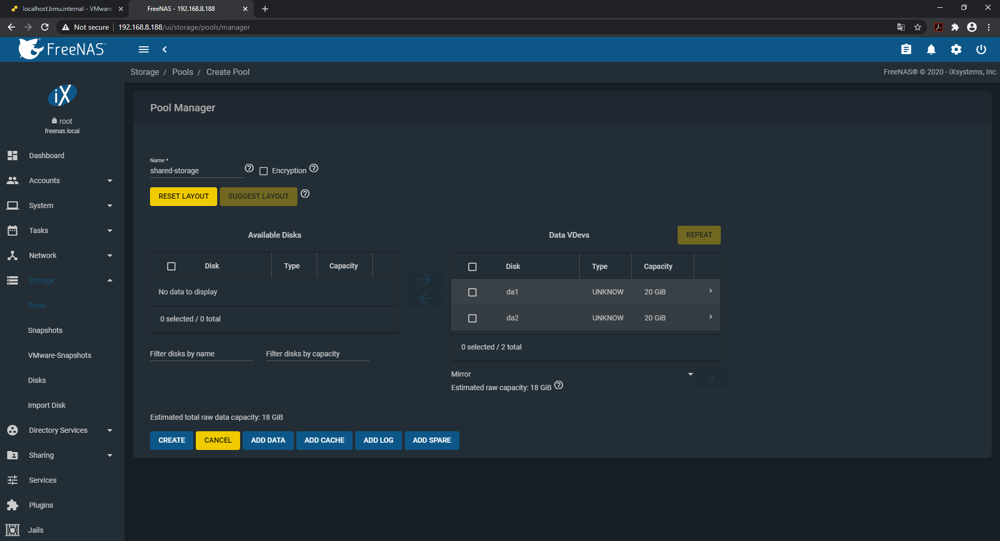 localhost.bmu.internal - VMware
FreeNAS - 192.168.8.188
Not secure
192.168.8.188/ui/storage/pools/manager
FreeNAS™
Storage / Pools / Create Pool
FreeNAS® © 2020 - iXsystems, Inc.
iX
root
freenas.local
Dashboard
Accounts
System
Tasks
Network
Storage
Pools
Snapshots
VMware-Snapshots
Disks
Import Disk
Directory Services
Sharing
Services
Plugins
Jails
Pool Manager
Name *
shared-storage
Encryption
RESET LAYOUT
SUGGEST LAYOUT
Available Disks
Disk Type Capacity
No data to display
0 selected / 0 total
Filter disks by name
Filter disks by capacity
Data VDevs
REPEAT
Disk Type Capacity
da1 UNKNOW 20 GiB
da2 UNKNOW 20 GiB
0 selected / 2 total
Mirror
X
Estimated raw capacity: 18 GiB
Estimated total raw data capacity: 18 GiB
CREATE
CANCEL
ADD DATA
ADD CACHE
ADD LOG
ADD SPARE